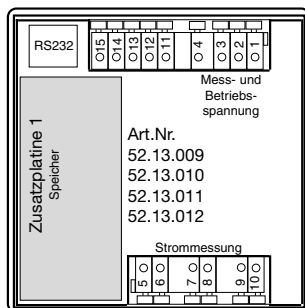 RS232
15 14 13 12 11 4 3 2 1
Mess- und
Betriebs-
spannung
Zusatzplatine 1
Speicher
Art.Nr.
52.13.009
52.13.010
52.13.011
52.13.012
Strommessung
5 6 7 8 9 10